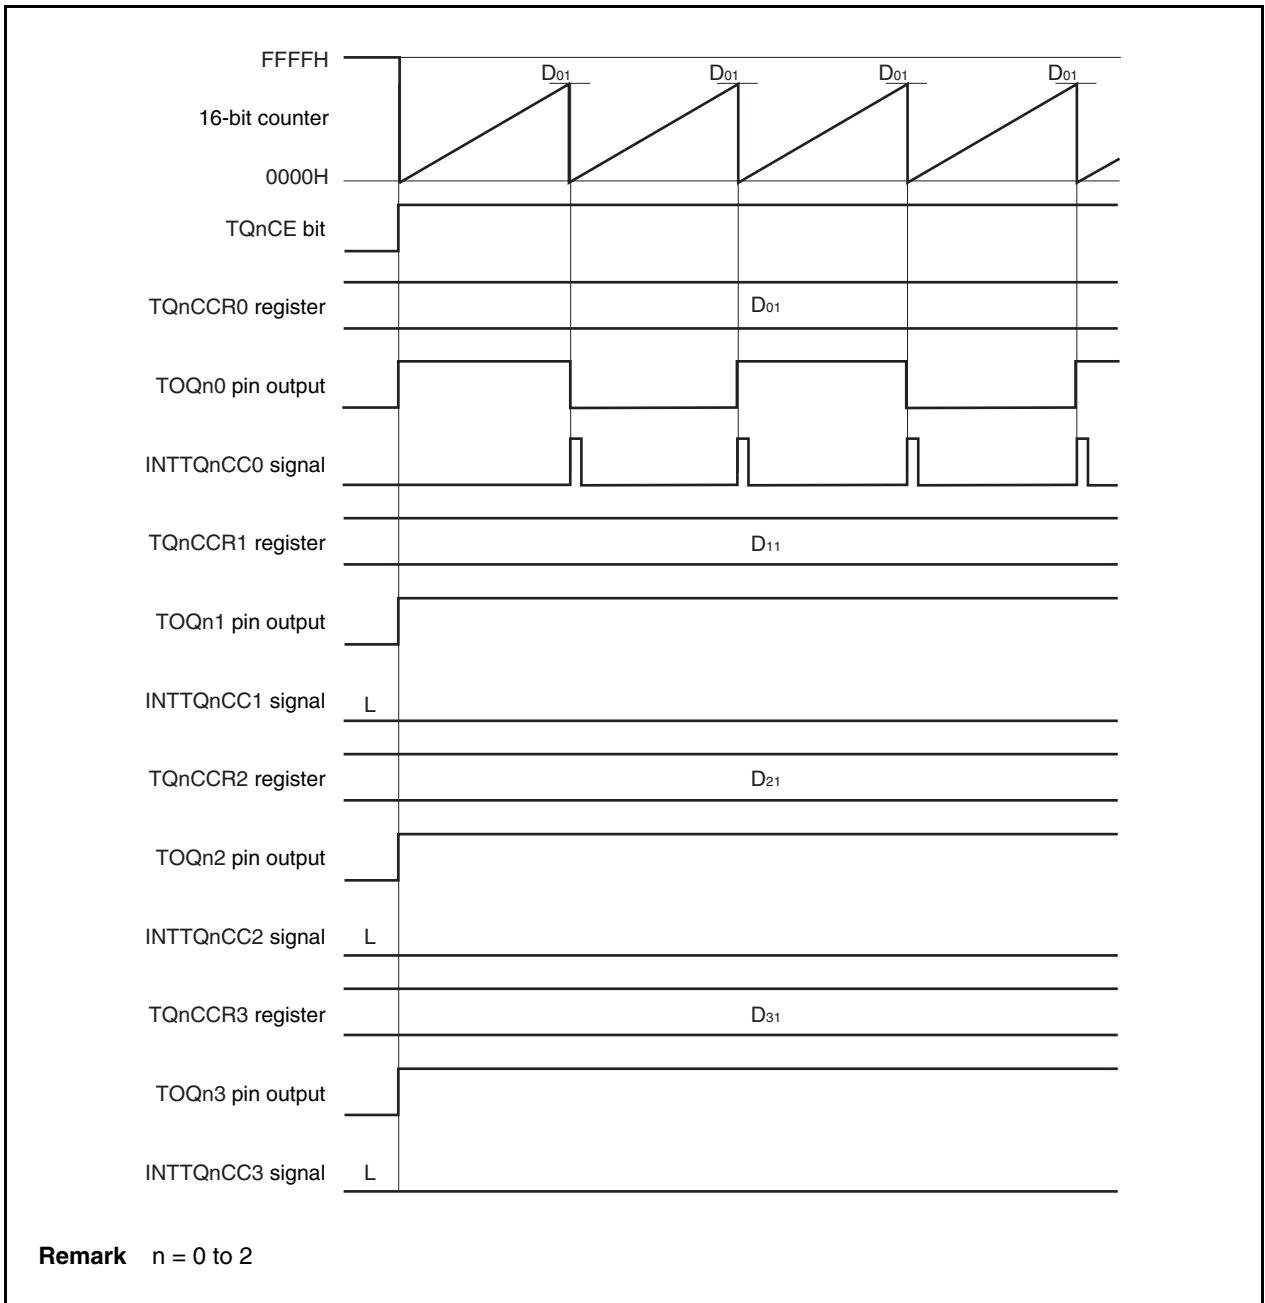 FFFFH
D01 D01 D01 D01
16-bit counter
0000H
TQnCE bit
TQnCCR0 register D01
TOQn0 pin output
INTTQnCC0 signal
TQnCCR1 register D11
TOQn1 pin output
INTTQnCC1 signal L
TQnCCR2 register D21
TOQn2 pin output
INTTQnCC2 signal L
TQnCCR3 register D31
TOQn3 pin output
INTTQnCC3 signal L
Remark n = 0 to 2